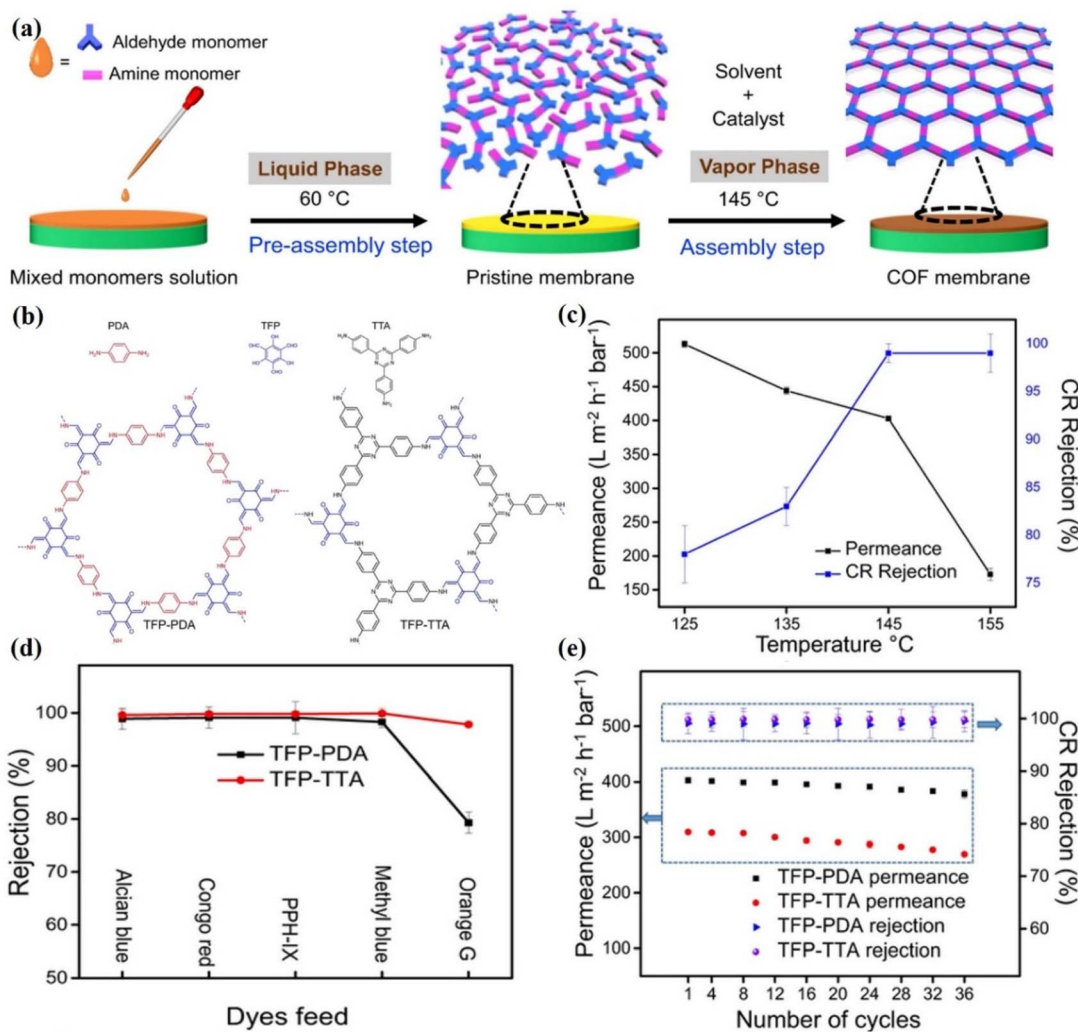 (a)
= Aldehyde monomer
Amine monomer
Liquid Phase
60 °C
Pre-assembly step
Solvent
+
Catalyst
Vapor Phase
145 °C
Assembly step
Mixed monomers solution
Pristine membrane
COF membrane
(b)
PDA
TFP
TTA
TFP-PDA
TFP-TTA
(c)
Permeance (L m⁻² h⁻¹ bar⁻¹)
500
450
400
350
300
250
200
150
Permeance
CR Rejection
100
95
90
85
80
75
CR Rejection (%)
125 135 145 155
Temperature °C
(d)
Rejection (%)
100
90
80
70
60
50
TFP-PDA
TFP-TTA
Alcian blue
Congo red
PPH-IX
Methyl blue
Orange G
Dyes feed
(e)
Permeance (L m⁻² h⁻¹ bar⁻¹)
500
400
300
200
100
100
90
80
70
60
CR Rejection (%)
TFP-PDA permeance
TFP-TTA permeance
TFP-PDA rejection
TFP-TTA rejection
1 4 8 12 16 20 24 28 32 36
Number of cycles